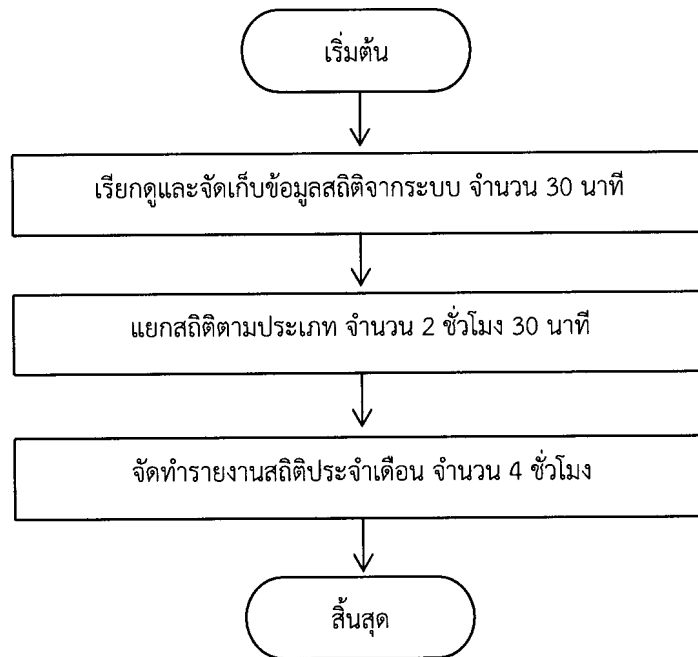 เริ่มต้น
เรียกดูและจัดเก็บข้อมูลสถิติจากระบบ จำนวน 30 นาที
แยกสถิติตามประเภท จำนวน 2 ชั่วโมง 30 นาที
จัดทำรายงานสถิติประจำเดือน จำนวน 4 ชั่วโมง
สิ้นสุด